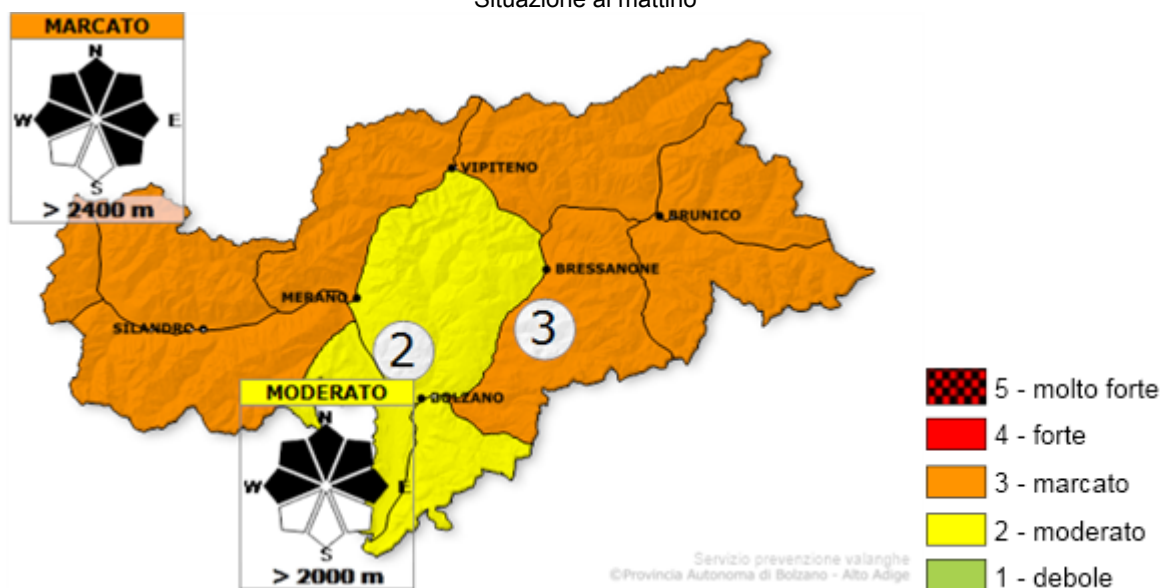 Situazione al mattino
MARCATO
N
W E
S
> 2400 m
VIPITENO
BRUNICO
BRESSANONE
MERANO
SILANDRO
3
2
MODERATO
BOLZANO
N
W E
S
> 2000 m
5 - molto forte
4 - forte
3 - marcato
2 - moderato
1 - debole
Servizio prevenzione valanghe
©Provincia Autonoma di Bolzano - Alto Adige